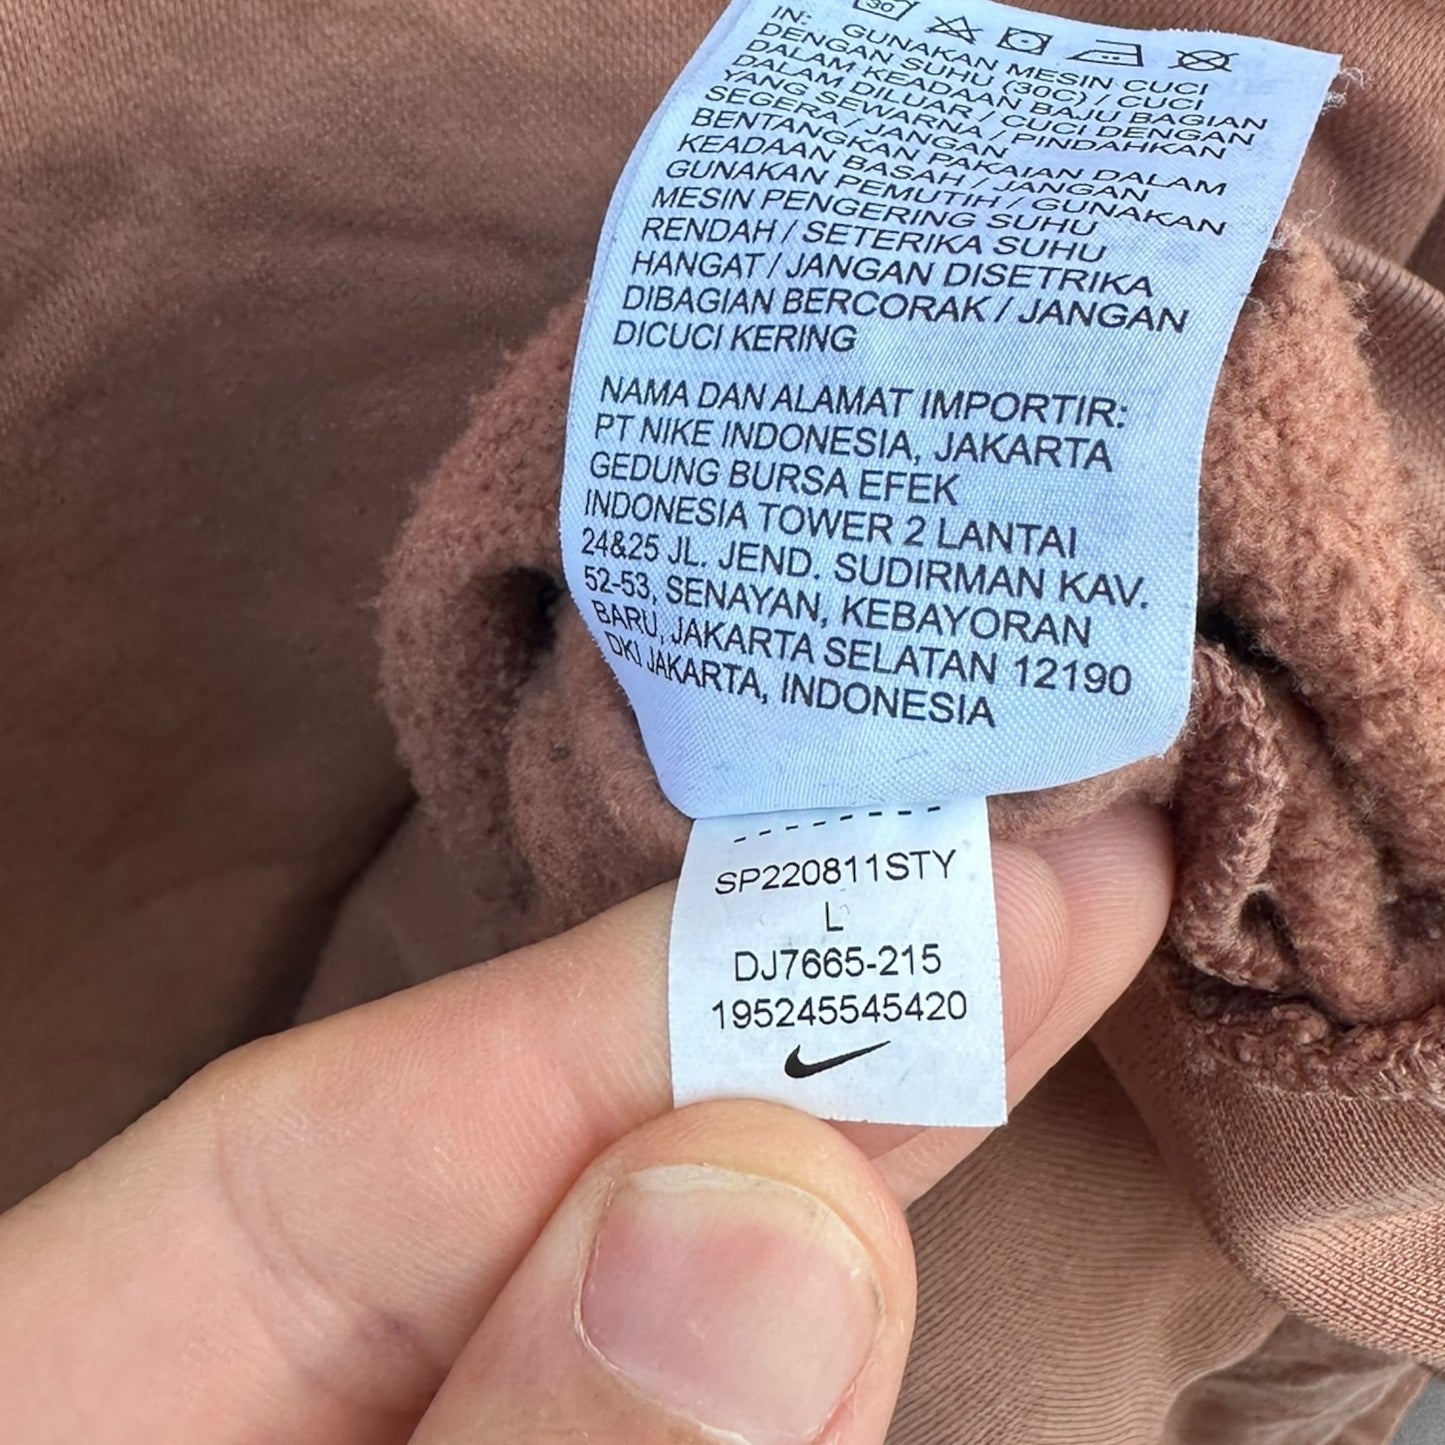 30
IN: GUNAKAN MESIN CUCI
DENGAN SUHU (30C) / CUCI
DALAM KEADAAN BAJU BAGIAN
DALAM DILUAR / CUCI DENGAN
YANG SEWARNA / PINDAHKAN
SEGERA / JANGAN
BENTANGKAN PAKAIAN DALAM
KEADAAN BASAH / JANGAN
GUNAKAN PEMUTIH / GUNAKAN
MESIN PENGERING SUHU
RENDAH / SETERIKA SUHU
HANGAT / JANGAN DISETRIKA
DIBAGIAN BERCORAK / JANGAN
DICUCI KERING
NAMA DAN ALAMAT IMPORTIR:
PT NIKE INDONESIA, JAKARTA
GEDUNG BURSA EFEK
INDONESIA TOWER 2 LANTAI
24&25 JL. JEND. SUDIRMAN KAV.
52-53, SENAYAN, KEBAYORAN
BARU, JAKARTA SELATAN 12190
DKI JAKARTA, INDONESIA
SP220811STY
L
DJ7665-215
195245545420